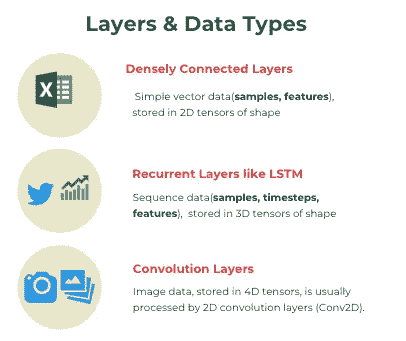 Layers & Data Types
X
Densely Connected Layers
Simple vector data(samples, features),
stored in 2D tensors of shape
Recurrent Layers like LSTM
Sequence data(samples, timesteps,
features), stored in 3D tensors of shape
Convolution Layers
Image data, stored in 4D tensors, is usually
processed by 2D convolution layers (Conv2D).